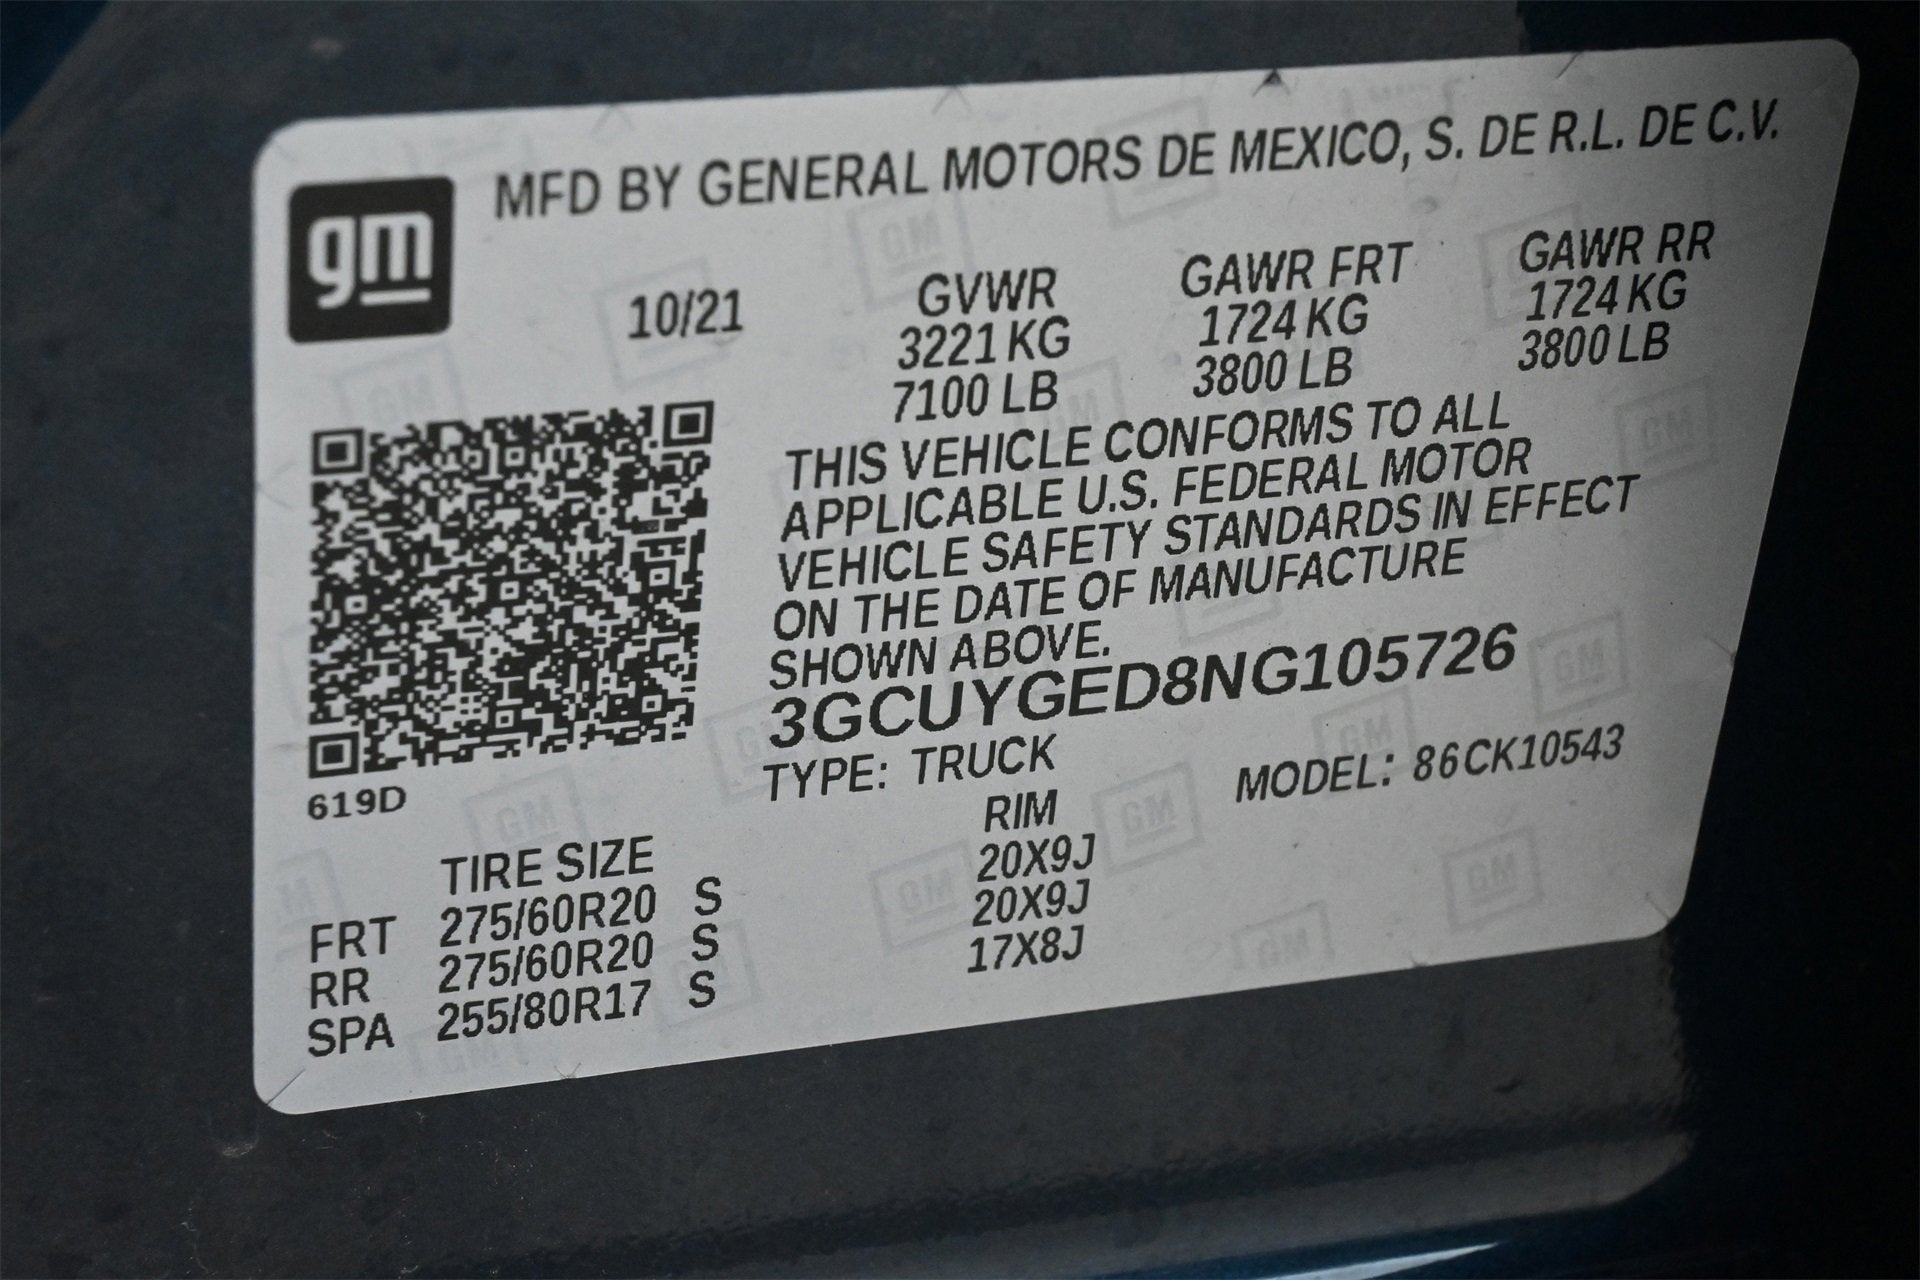 gm
MFD BY GENERAL MOTORS DE MEXICO, S. DE R.L. DE C.V.
10/21 GVWR GAWR FRT GAWR RR
3221 KG 1724 KG 1724 KG
7100 LB 3800 LB 3800 LB
THIS VEHICLE CONFORMS TO ALL
APPLICABLE U.S. FEDERAL MOTOR
VEHICLE SAFETY STANDARDS IN EFFECT
ON THE DATE OF MANUFACTURE
SHOWN ABOVE.
3GCUYGED8NG105726
TYPE: TRUCK MODEL: 86CK10543
619D
TIRE SIZE RIM
FRT 275/60R20 S 20X9J
RR 275/60R20 S 20X9J
SPA 255/80R17 S 17X8J